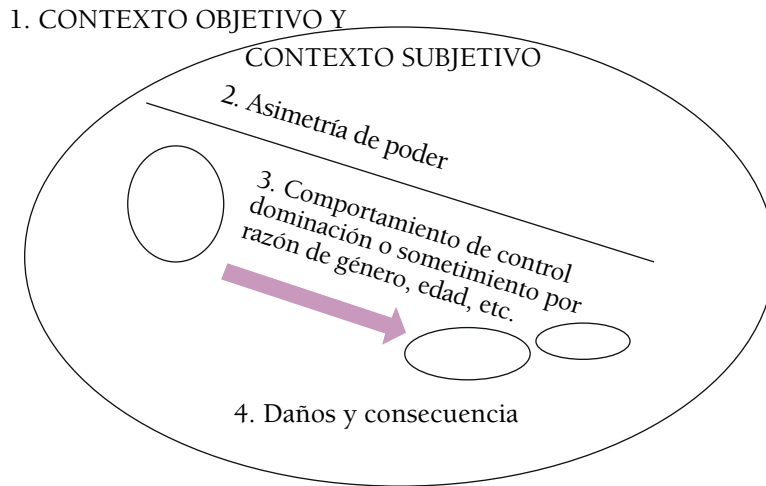 1. CONTEXTO OBJETIVO Y
CONTEXTO SUBJETIVO
2. Asimetría de poder
3. Comportamiento de control
dominación o sometimiento por
razón de género, edad, etc.
4. Daños y consecuencia